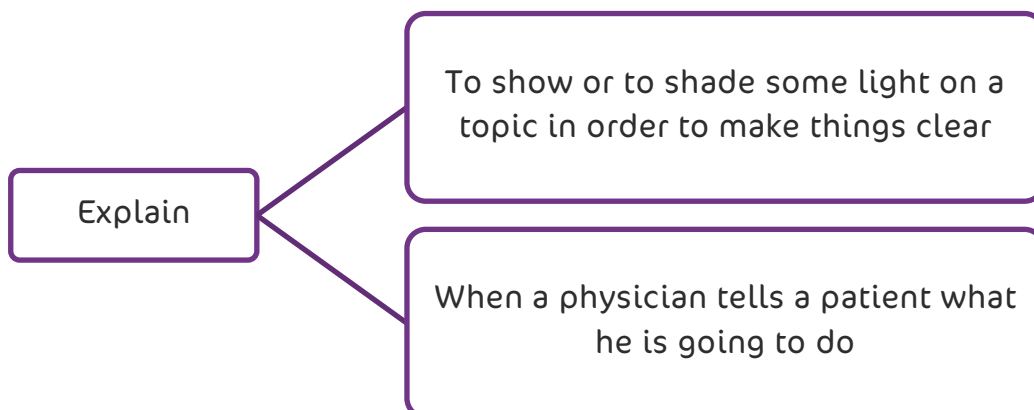 Explain
To show or to shade some light on a
topic in order to make things clear
When a physician tells a patient what
he is going to do